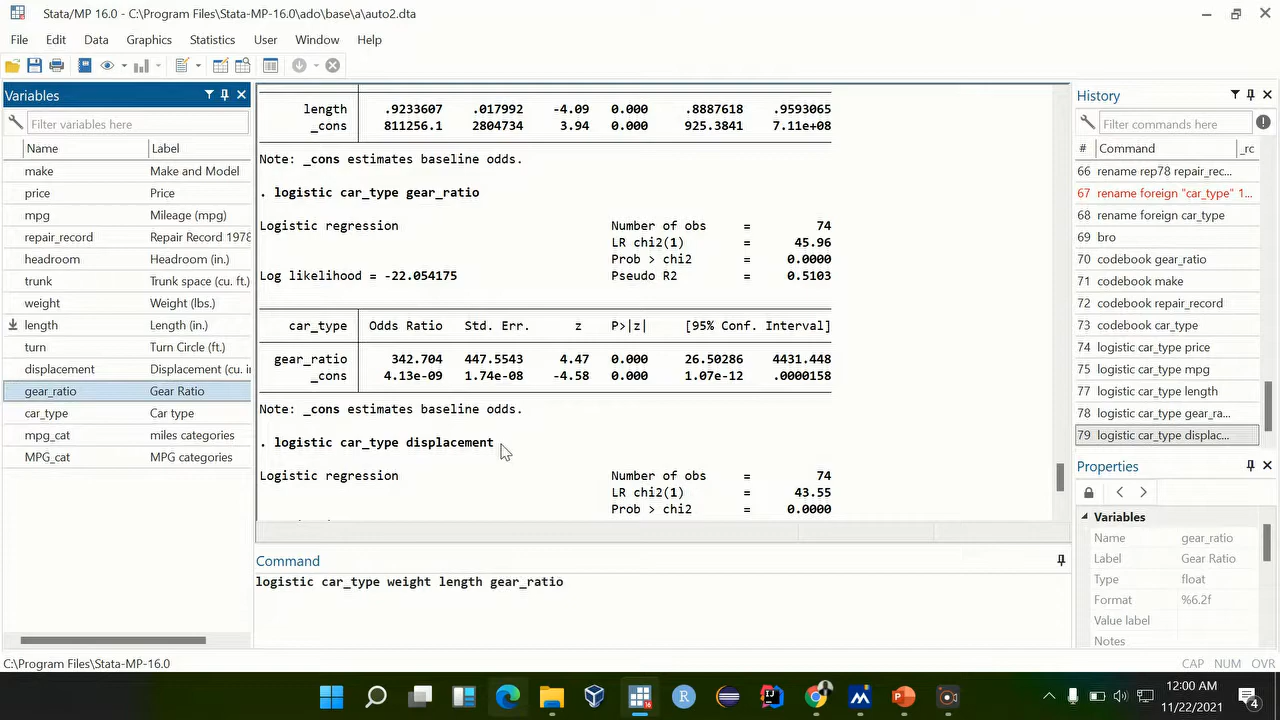 Stata/MP 16.0 - C:\Program Files\Stata-MP-16.0\ado\base\a\auto2.dta
File Edit Data Graphics Statistics User Window Help
Variables
Filter variables here
Name Label
make Make and Model
price Price
mpg Mileage (mpg)
repair_record Repair Record 1978
headroom Headroom (in.)
trunk Trunk space (cu. ft.)
weight Weight (lbs.)
length Length (in.)
turn Turn Circle (ft.)
displacement Displacement (cu. in
gear_ratio Gear Ratio
car_type Car type
mpg_cat miles categories
MPG_cat MPG categories
length .9233607 .017992 -4.09 0.000 .8887618 .9593065
_cons 811256.1 2804734 3.94 0.000 925.3841 7.11e+08
Note: _cons estimates baseline odds.
. logistic car_type gear_ratio
Logistic regression Number of obs = 74
LR chi2(1) = 45.96
Prob > chi2 = 0.0000
Log likelihood = -22.054175 Pseudo R2 = 0.5103
car_type Odds Ratio Std. Err. z P>|z| [95% Conf. Interval]
gear_ratio 342.704 447.5543 4.47 0.000 26.50286 4431.448
_cons 4.13e-09 1.74e-08 -4.58 0.000 1.07e-12 .0000158
Note: _cons estimates baseline odds.
. logistic car_type displacement
Logistic regression Number of obs = 74
LR chi2(1) = 43.55
Prob > chi2 = 0.0000
Command
logistic car_type weight length gear_ratio
History
Filter commands here
# Command _rc
66 rename rep78 repair_rec...
67 rename foreign "car_type" 1...
68 rename foreign car_type
69 bro
70 codebook gear_ratio
71 codebook make
72 codebook repair_record
73 codebook car_type
74 logistic car_type price
75 logistic car_type mpg
77 logistic car_type length
78 logistic car_type gear_ra...
79 logistic car_type displac...
Properties
Variables
Name gear_ratio
Label Gear Ratio
Type float
Format %6.2f
Value label
Notes
C:\Program Files\Stata-MP-16.0
CAP NUM OVR
12:00 AM
11/22/2021